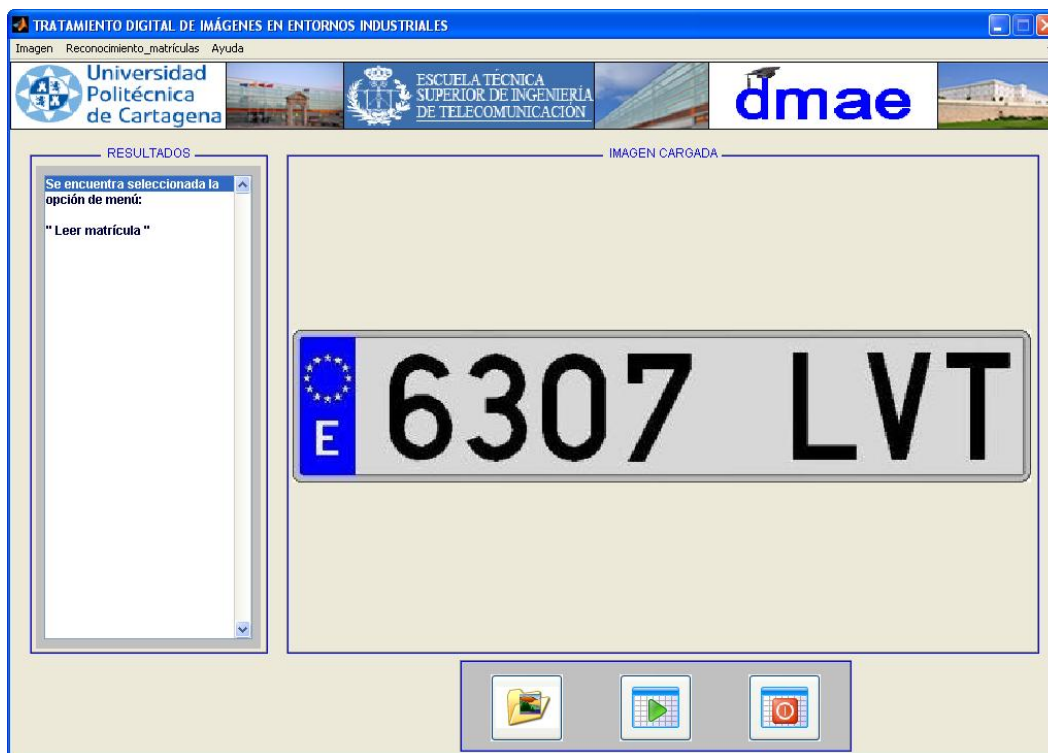 TRATAMIENTO DIGITAL DE IMÁGENES EN ENTORNOS INDUSTRIALES
Imagen Reconocimiento_matrículas Ayuda
Universidad
Politécnica
de Cartagena
ESCUELA TÉCNICA
SUPERIOR DE INGENIERÍA
DE TELECOMUNICACIÓN
dmae
RESULTADOS
Se encuentra seleccionada la
opción de menú:
" Leer matrícula "
IMAGEN CARGADA
E 6307 LVT